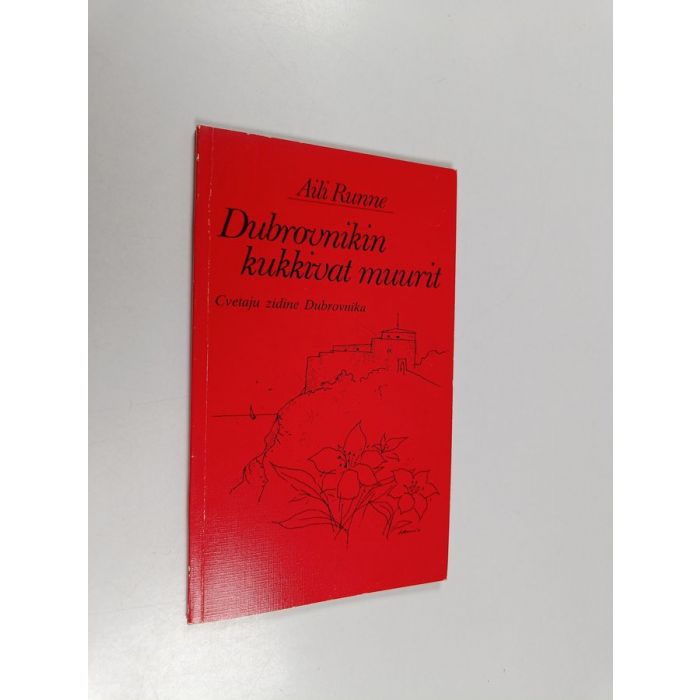 Aili Runne
Dubrovnikin
kukkivat muurit
Cvetaju zidine Dubrovnika